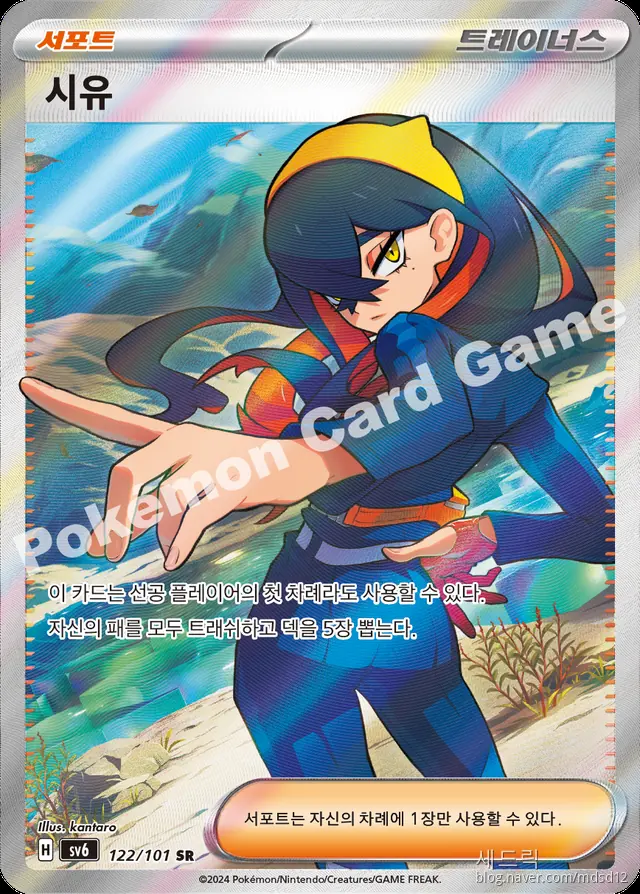 서포트
트레이너스
시유
Pokémon Card Game
이 카드는 선공 플레이어의 첫 차례라도 사용할 수 있다.
자신의 패를 모두 트래쉬하고 덱을 5장 뽑는다.
서포트는 자신의 차례에 1장만 사용할 수 있다.
Illus. kantaro
H sv6 122/101 SR
세드릭
blog.naver.com/mdsd12
©2024 Pokémon/Nintendo/Creatures/GAME FREAK.